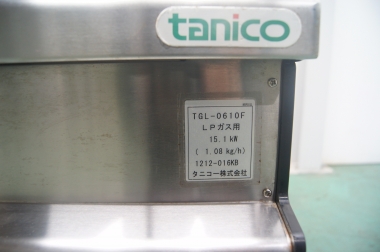 tanico
TGL-0610F
LPガス用
15.1 kW
( 1.08 kg/h)
1212-016KB
タニコー株式会社